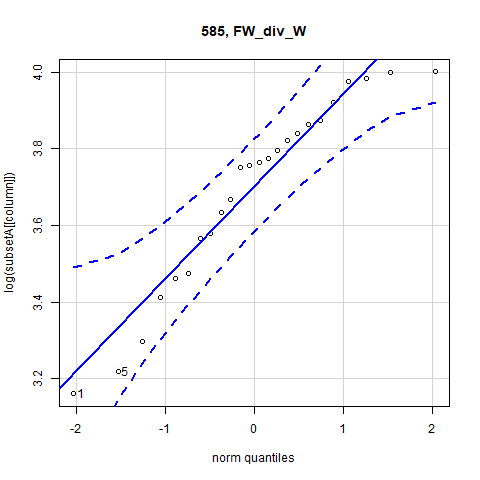 585, FW_div_W
log(subsetA[[column]])
4.0
3.8
3.6
3.4
3.2
5
1
-2 -1 0 1 2
norm quantiles